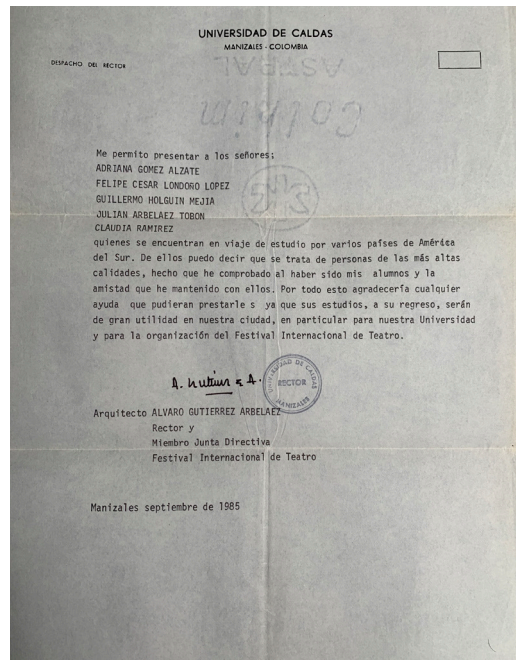 UNIVERSIDAD DE CALDAS
MANIZALES - COLOMBIA
DESPACHO DEL RECTOR
ASTRAL
Me permito presentar a los señores;
ADRIANA GOMEZ ALZATE
FELIPE CESAR LONDOÑO LOPEZ
GUILLERMO HOLGUIN MEJIA
JULIAN ARBELAEZ TOBON
CLAUDIA RAMIREZ
quienes se encuentran en viaje de estudio por varios países de América
del Sur. De ellos puedo decir que se trata de personas de las más altas
calidades, hecho que he comprobado al haber sido mis alumnos y la
amistad que he mantenido con ellos. Por todo esto agradecería cualquier
ayuda que pudieran prestarle s ya que sus estudios, a su regreso, serán
de gran utilidad en nuestra ciudad, en particular para nuestra Universidad
y para la organización del Festival Internacional de Teatro.
UNIVERSIDAD DE CALDAS
RECTOR
MANIZALES
Arquitecto ALVARO GUTIERREZ ARBELAEZ
Rector y
Miembro Junta Directiva
Festival Internacional de Teatro
Manizales septiembre de 1985